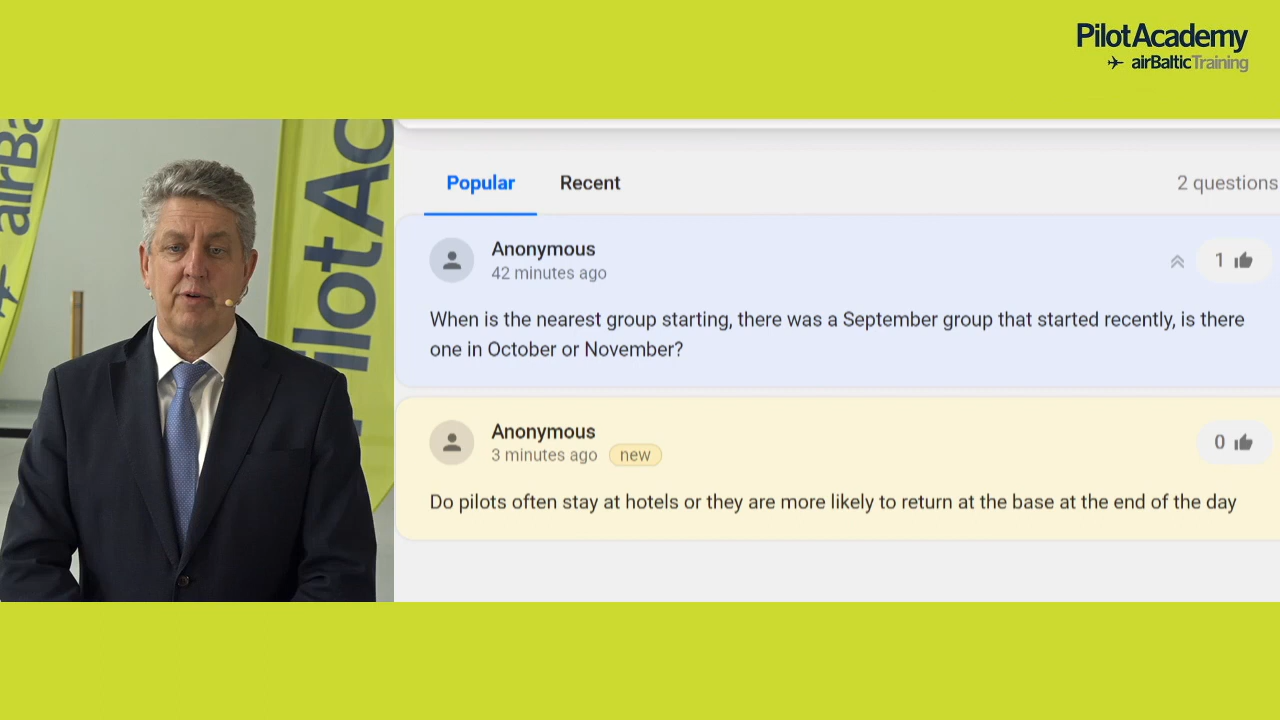 PilotAcademy
airBalticTraining
airBa
ilotAc
Popular
Recent
2 questions
Anonymous
42 minutes ago
1
When is the nearest group starting, there was a September group that started recently, is there
one in October or November?
Anonymous
3 minutes ago
new
0
Do pilots often stay at hotels or they are more likely to return at the base at the end of the day